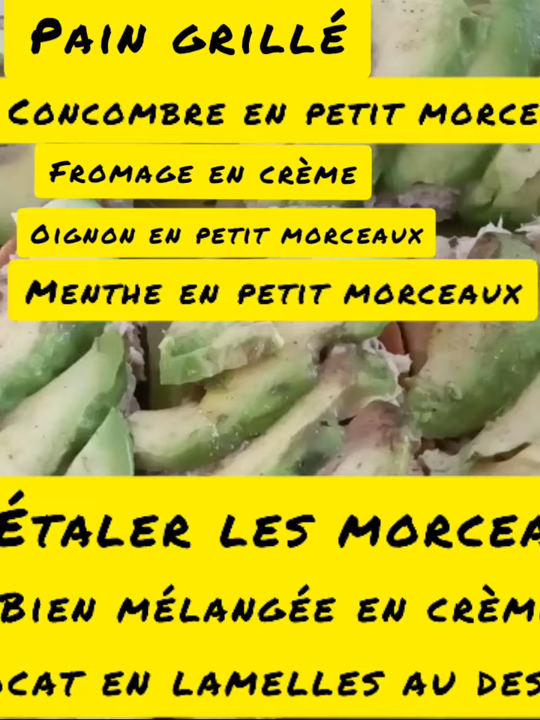 Pain grillé
Concombre en petit morce
Fromage en crème
Oignon en petit morceaux
Menthe en petit morceaux
Étaler les morcea
Bien mélangée en crèm
ocat en lamelles au des